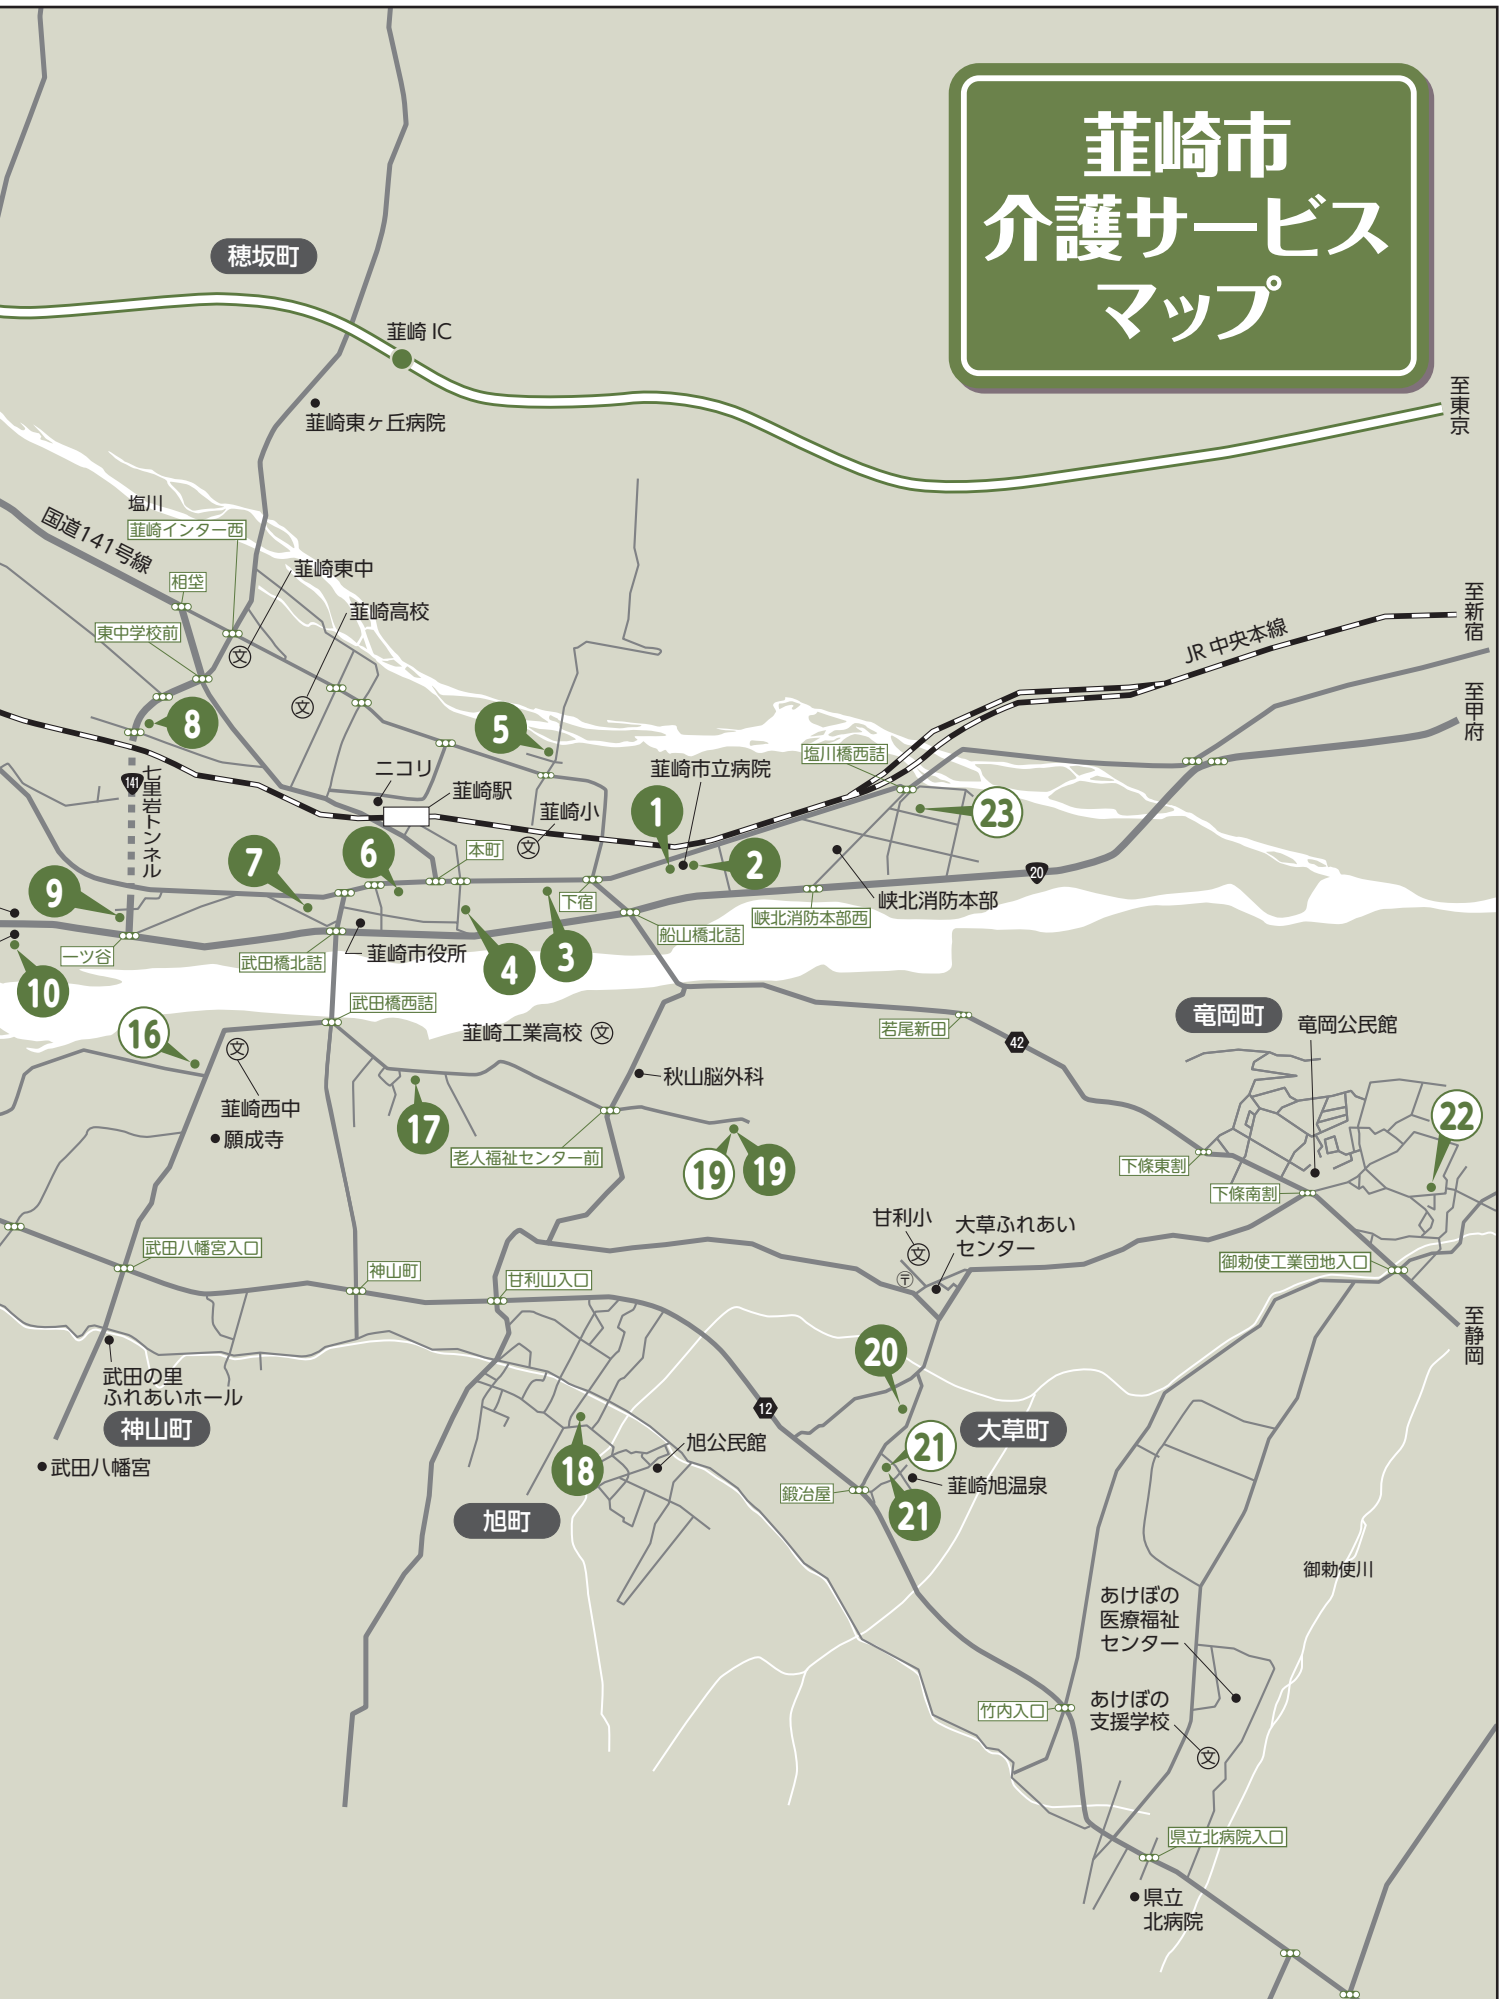 韮崎市
介護サービス
マップ
穂坂町
韮崎IC
韮崎東ヶ丘病院
至東京
塩川
国道141号線
韮崎インター西
相垈
韮崎東中
文
韮崎高校
文
東中学校前
至新宿
JR中央本線
至甲府
8
5
塩川橋西詰
141
七里岩トンネル
ニコリ
韮崎駅
韮崎小
文
韮崎市立病院
1
2
23
7
6
本町
20
9
下宿
峡北消防本部
峡北消防本部西
船山橋北詰
一ツ谷
武田橋北詰
韮崎市役所
4
3
10
武田橋西詰
16
文
韮崎西中
願成寺
韮崎工業高校
文
若尾新田
42
竜岡町
竜岡公民館
秋山脳外科
17
老人福祉センター前
19
19
22
下條東割
下條南割
甘利小
文
〒
大草ふれあい
センター
武田八幡宮入口
神山町
甘利山入口
御勅使工業団地入口
至静岡
武田の里
ふれあいホール
神山町
武田八幡宮
20
12
大草町
21
21
韮崎旭温泉
18
旭公民館
旭町
鍛冶屋
御勅使川
あけぼの
医療福祉
センター
あけぼの
支援学校
文
竹内入口
県立北病院入口
県立
北病院